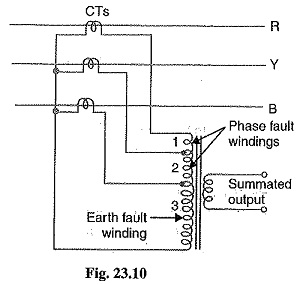 CTs
R
Y
B
Phase fault
windings
1
2
3
Summated
output
Earth fault
winding
Fig. 23.10